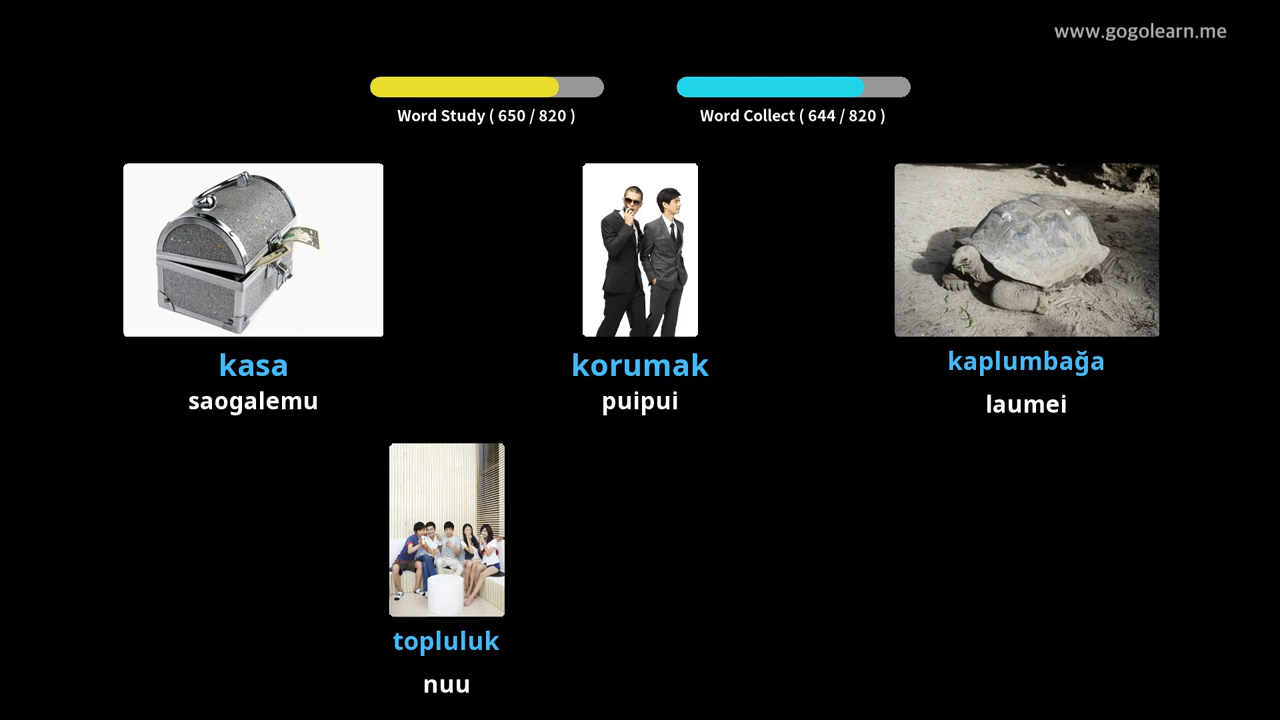 www.gogolearn.me
Word Study ( 650 / 820 )
Word Collect ( 644 / 820 )
kasa
saogalemu
korumak
puipui
kaplumbağa
laumei
topluluk
nuu